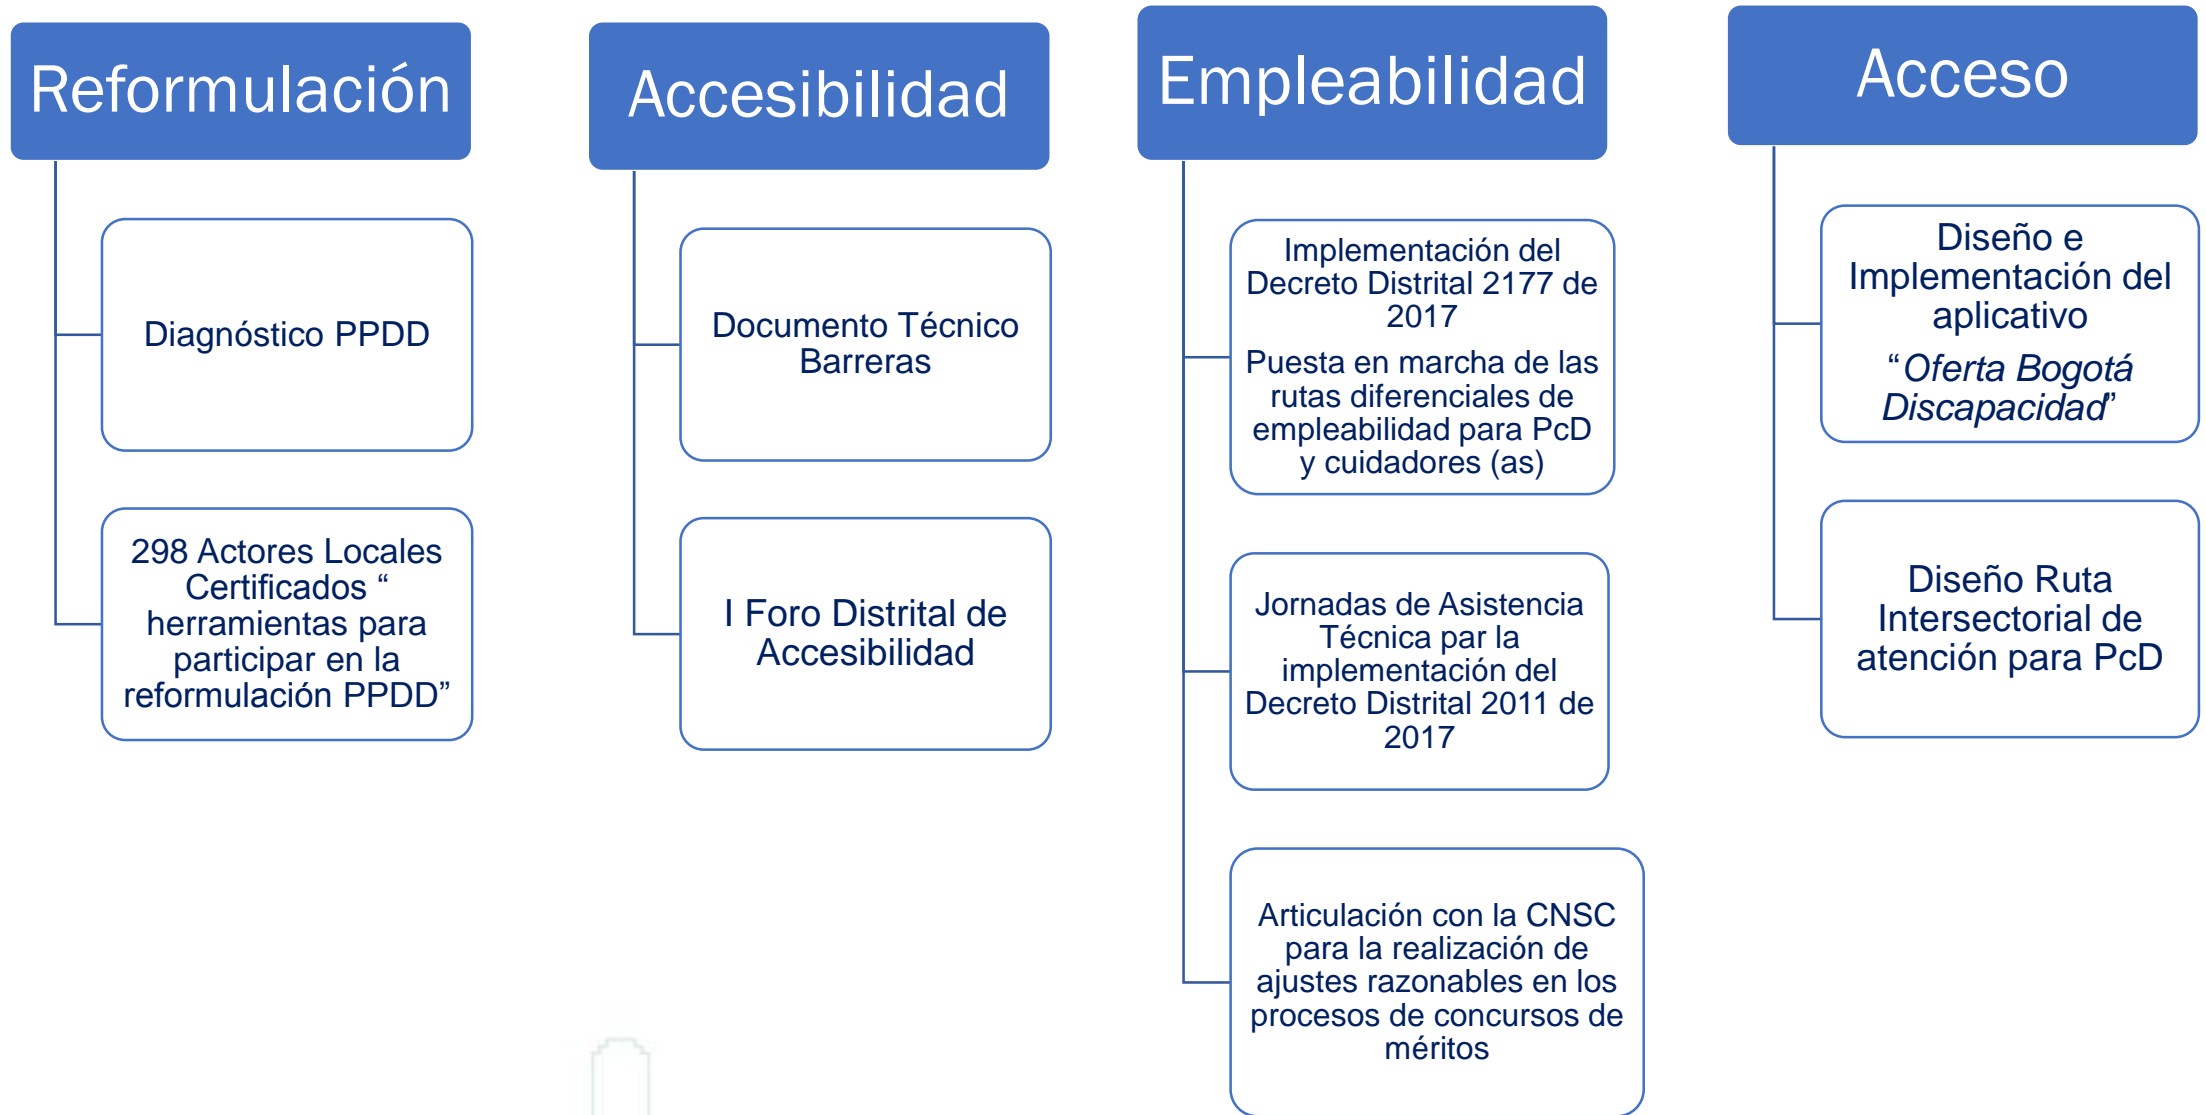 Reformulación
Diagnóstico PPDD
298 Actores Locales
Certificados “
herramientas para
participar en la
reformulación PPDD”
Accesibilidad
Documento Técnico
Barreras
I Foro Distrital de
Accesibilidad
Empleabilidad
Implementación del
Decreto Distrital 2177 de
2017
Puesta en marcha de las
rutas diferenciales de
empleabilidad para PcD
y cuidadores (as)
Jornadas de Asistencia
Técnica par la
implementación del
Decreto Distrital 2011 de
2017
Articulación con la CNSC
para la realización de
ajustes razonables en los
procesos de concursos de
méritos
Acceso
Diseño e
Implementación del
aplicativo
“Oferta Bogotá
Discapacidad”
Diseño Ruta
Intersectorial de
atención para PcD